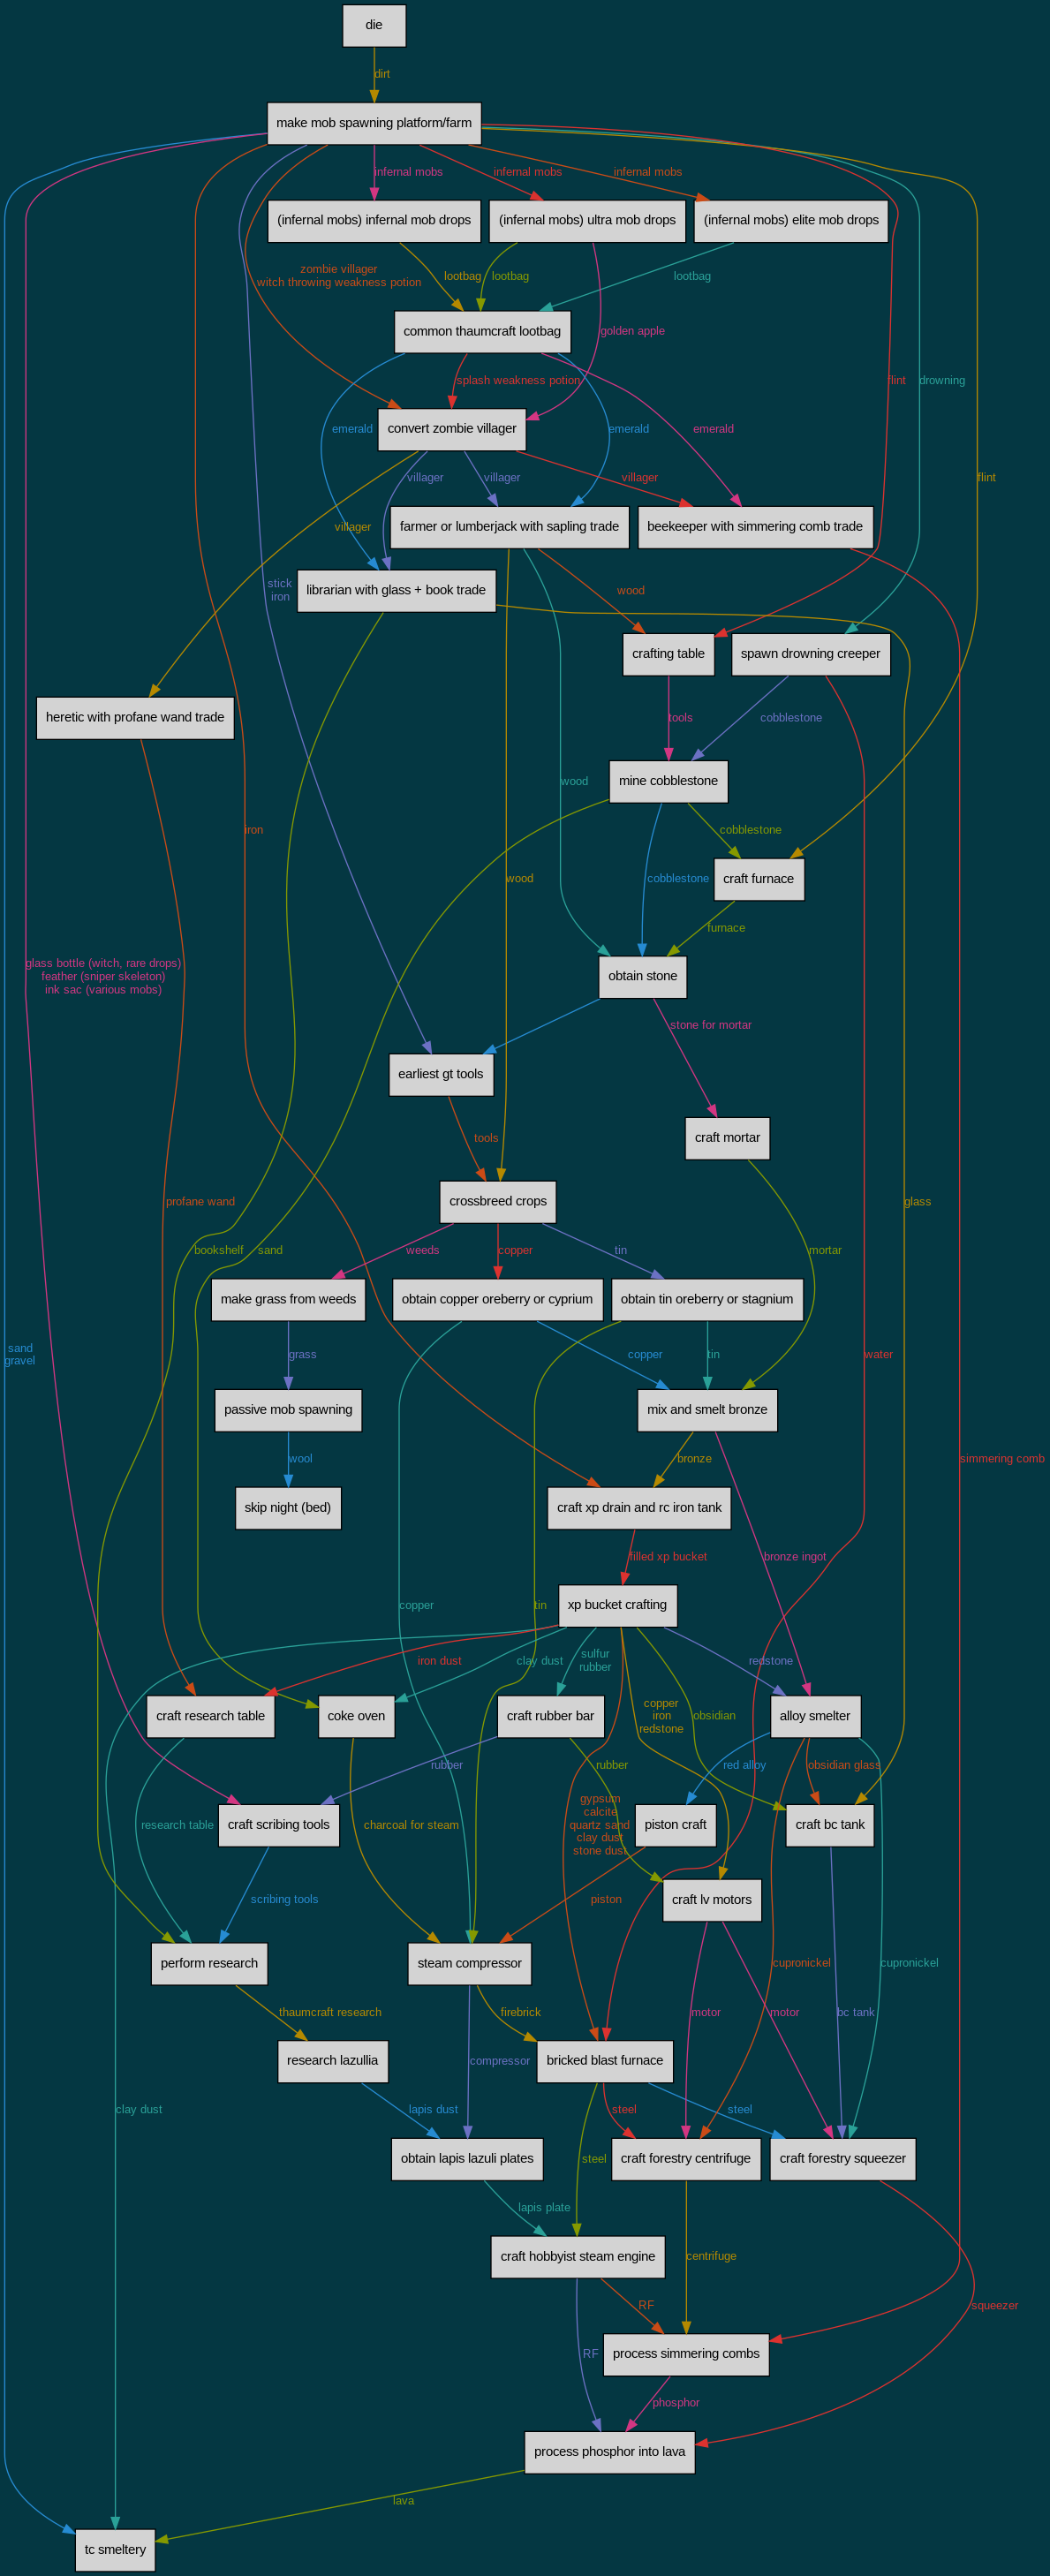 die
dirt
make mob spawning platform/farm
infernal mobs
infernal mobs
infernal mobs
(infernal mobs) infernal mob drops
(infernal mobs) ultra mob drops
(infernal mobs) elite mob drops
zombie villager
witch throwing weakness potion
lootbag
lootbag
lootbag
common thaumcraft lootbag
golden apple
splash weakness potion
flint
drowning
convert zombie villager
emerald
emerald
emerald
villager
villager
villager
flint
villager
farmer or lumberjack with sapling trade
beekeeper with simmering comb trade
stick
iron
librarian with glass + book trade
wood
crafting table
spawn drowning creeper
heretic with profane wand trade
tools
cobblestone
wood
mine cobblestone
iron
cobblestone
wood
cobblestone
craft furnace
furnace
glass bottle (witch, rare drops)
feather (sniper skeleton)
ink sac (various mobs)
obtain stone
stone for mortar
earliest gt tools
tools
craft mortar
profane wand
crossbreed crops
glass
bookshelf
sand
weeds
copper
tin
mortar
make grass from weeds
obtain copper oreberry or cyprium
obtain tin oreberry or stagnium
sand
gravel
grass
copper
tin
water
passive mob spawning
mix and smelt bronze
wool
bronze
simmering comb
skip night (bed)
craft xp drain and rc iron tank
filled xp bucket
bronze ingot
copper
tin
xp bucket crafting
iron dust
clay dust
sulfur
rubber
redstone
craft research table
coke oven
craft rubber bar
copper
iron
redstone
obsidian
alloy smelter
rubber
rubber
red alloy
obsidian glass
research table
craft scribing tools
charcoal for steam
gypsum
calcite
quartz sand
clay dust
stone dust
piston craft
craft bc tank
scribing tools
piston
craft lv motors
perform research
steam compressor
cupronickel
cupronickel
thaumcraft research
firebrick
motor
motor
bc tank
research lazullia
compressor
bricked blast furnace
clay dust
lapis dust
steel
steel
obtain lapis lazuli plates
steel
craft forestry centrifuge
craft forestry squeezer
lapis plate
craft hobbyist steam engine
centrifuge
RF
squeezer
RF
process simmering combs
phosphor
process phosphor into lava
lava
tc smeltery